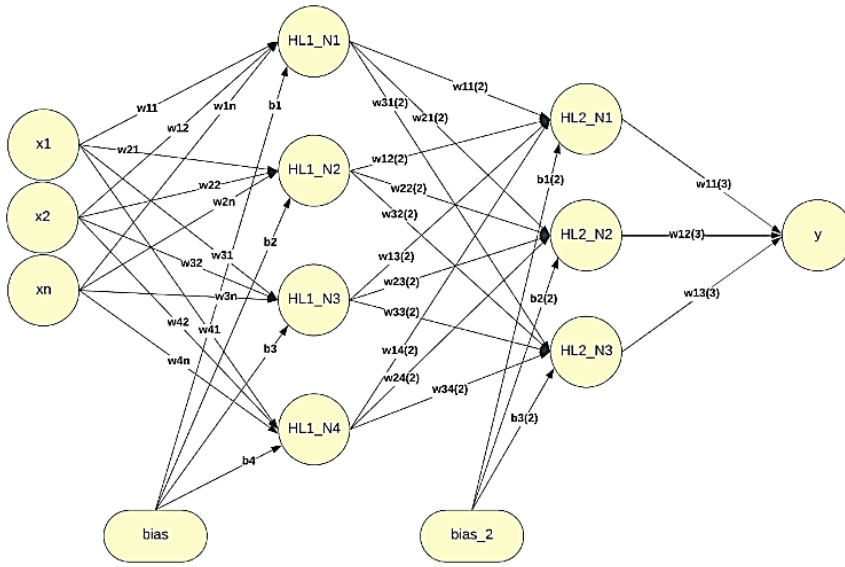 HL1_N1
w11
w12
w1n
b1
w31(2)
w11(2)
w21(2)
HL2_N1
x1
w21
HL1_N2
w12(2)
b1(2)
w22
w22(2)
w11(3)
x2
w2n
w32(2)
b2
HL2_N2
w12(3)
y
w31
w13(2)
w32
w23(2)
xn
w3n
HL1_N3
b2(2)
w13(3)
w33(2)
w42
w41
b3
w14(2)
HL2_N3
w4n
w24(2)
w34(2)
HL1_N4
b3(2)
b4
bias
bias_2